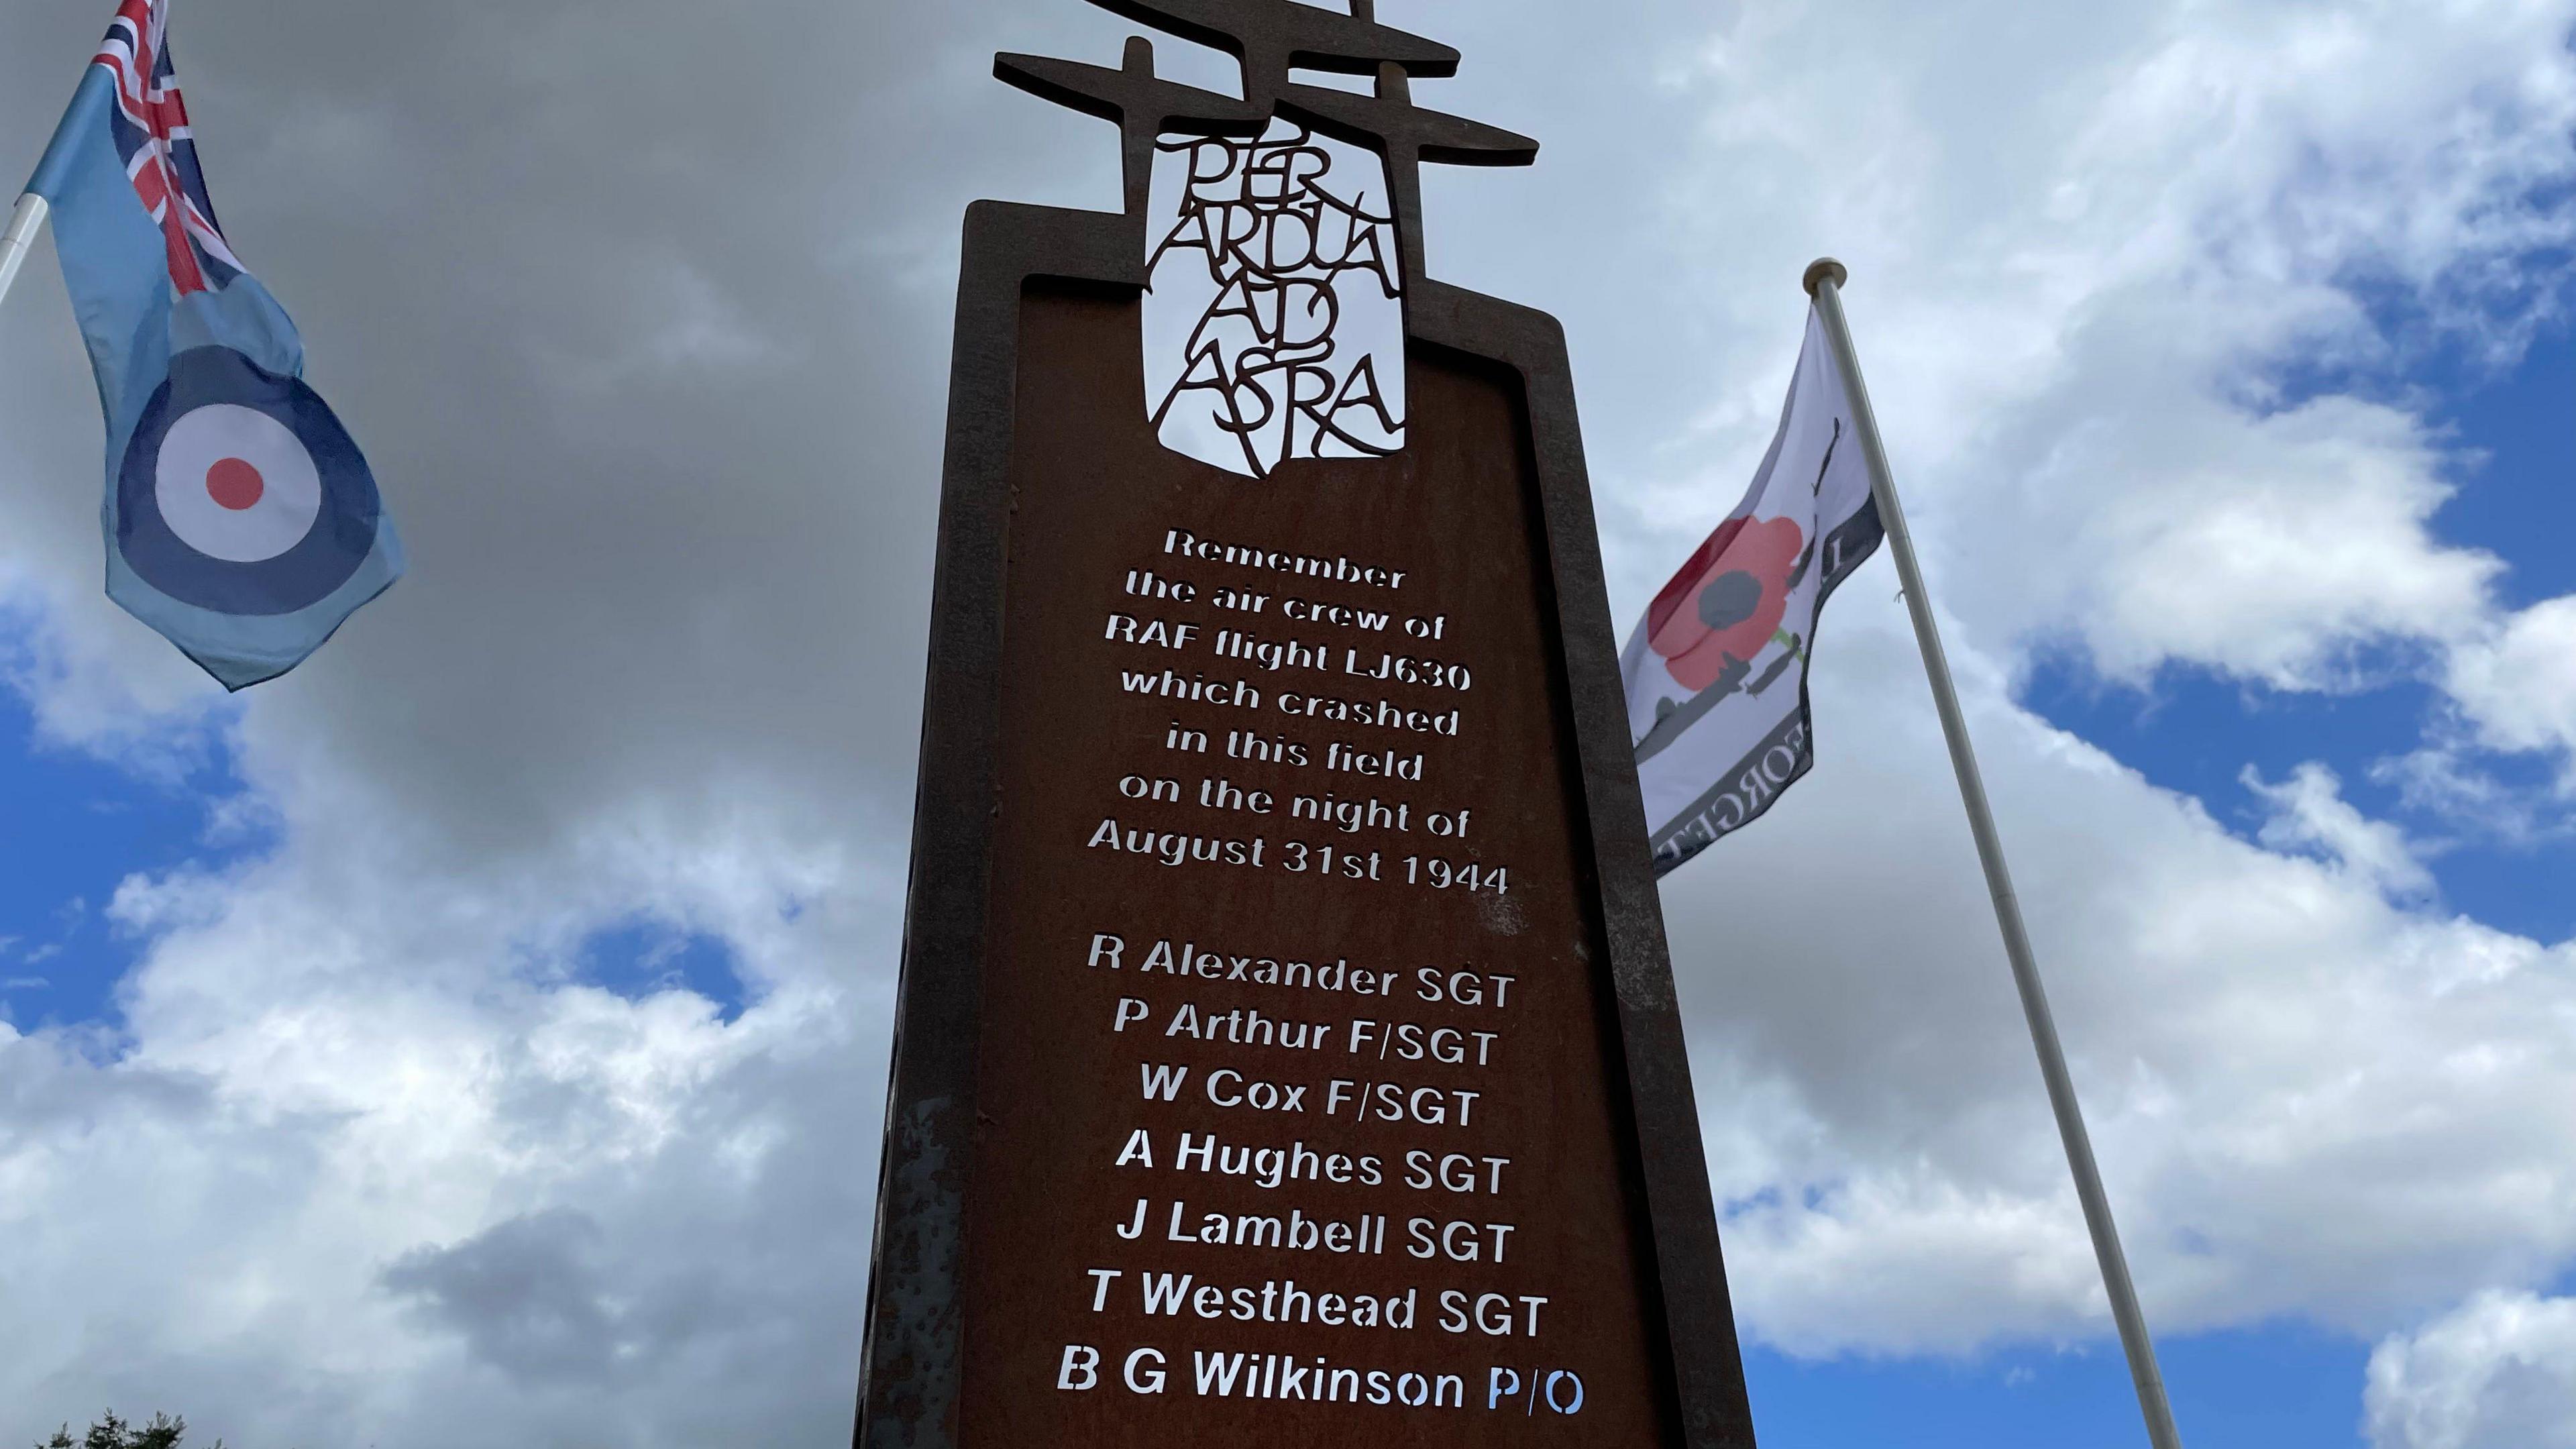 PER
ARDUA
AD
ASTRA
Remember
the air crew of
RAF flight LJ630
which crashed
in this field
on the night of
August 31st 1944
R Alexander SGT
P Arthur F/SGT
W Cox F/SGT
A Hughes SGT
J Lambell SGT
T Westhead SGT
B G Wilkinson P/O
FORGET